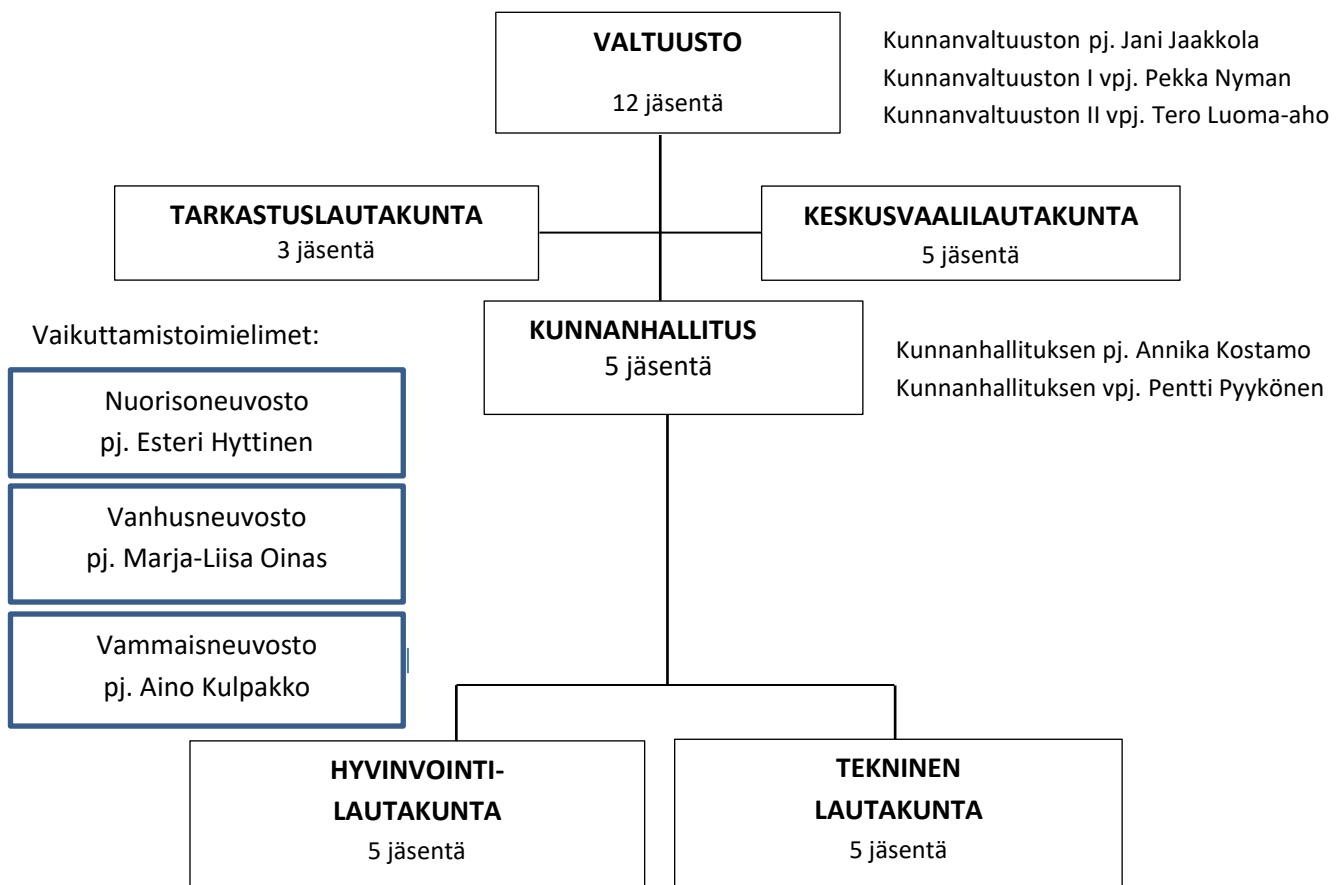 VALTUUSTO
12 jäsentä
Kunnanvaltuuston pj. Jani Jaakkola
Kunnanvaltuuston I vpj. Pekka Nyman
Kunnanvaltuuston II vpj. Tero Luoma-aho
TARKASTUSLAUTAKUNTA
3 jäsentä
KESKUSVAALILAUTAKUNTA
5 jäsentä
KUNNANHALLITUS
5 jäsentä
Kunnanhallituksen pj. Annika Kostamo
Kunnanhallituksen vpj. Pentti Pyykönen
Vaikuttamistoimielimet:
Nuorisoneuvosto
pj. Esteri Hyttinen
Vanhusneuvosto
pj. Marja-Liisa Oinas
Vammaisneuvosto
pj. Aino Kulpakko
HYVINVOINTI-
LAUTAKUNTA
5 jäsentä
TEKNINEN
LAUTAKUNTA
5 jäsentä